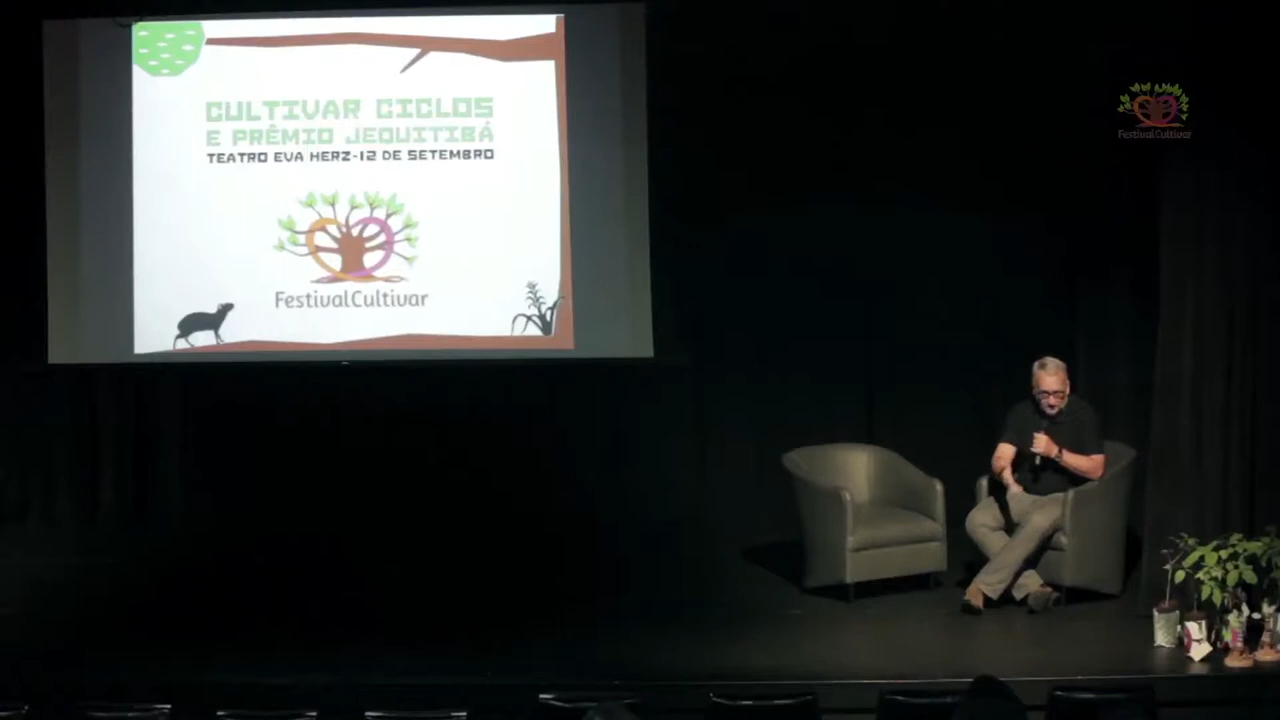 CULTIVAR CICLOS
E PRÊMIO JEQUITIBÁ
TEATRO EVA HERZ-12 DE SETEMBRO
FestivalCultivar
FestivalCultivar